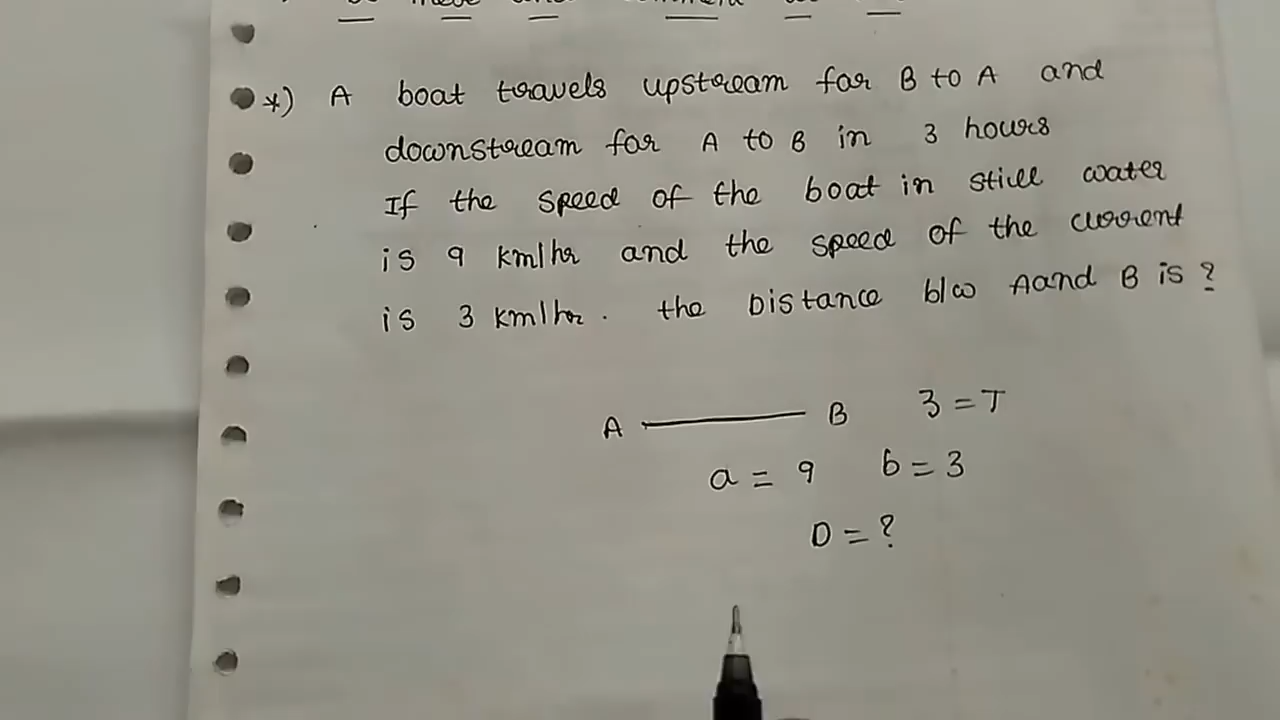 *) A boat travels upstream for B to A and
downstream for A to B in 3 hours
If the speed of the boat in still water
is 9 km/hr and the speed of the current
is 3 km/hr. the bistance b/w A and B is ?
A B 3 = T
a = 9 b = 3
D = ?